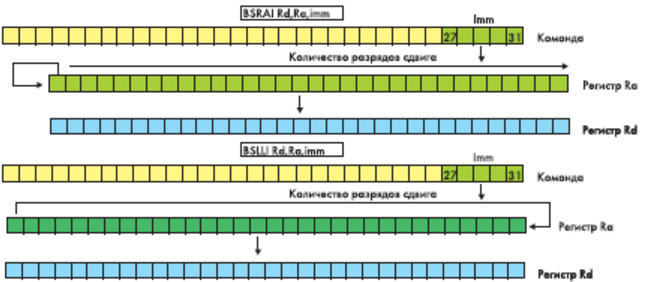 BSRAI Rd,Ra,imm
Imm
27 31 Команда
Количество разрядов сдвига
Регистр Ra
Регистр Rd
BSLLI Rd,Ra,imm
Imm
27 31 Команда
Количество разрядов сдвига
Регистр Ra
Регистр Rd